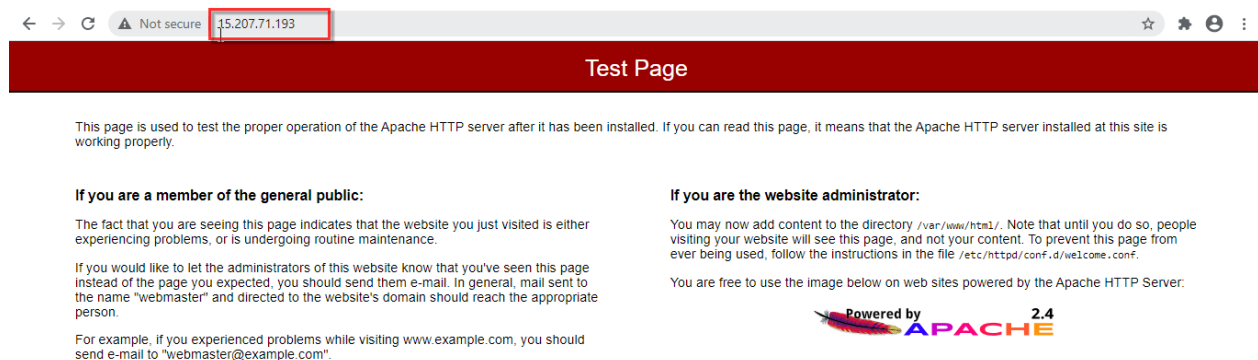 Not secure 15.207.71.193
Test Page
This page is used to test the proper operation of the Apache HTTP server after it has been installed. If you can read this page, it means that the Apache HTTP server installed at this site is
working properly.
If you are a member of the general public:
The fact that you are seeing this page indicates that the website you just visited is either
experiencing problems, or is undergoing routine maintenance.
If you would like to let the administrators of this website know that you've seen this page
instead of the page you expected, you should send them e-mail. In general, mail sent to
the name "webmaster" and directed to the website's domain should reach the appropriate
person.
For example, if you experienced problems while visiting www.example.com, you should
send e-mail to "webmaster@example.com".
If you are the website administrator:
You may now add content to the directory /var/www/html/. Note that until you do so, people
visiting your website will see this page, and not your content. To prevent this page from
ever being used, follow the instructions in the file /etc/httpd/conf.d/welcome.conf.
You are free to use the image below on web sites powered by the Apache HTTP Server:
Powered by 2.4
APACHE